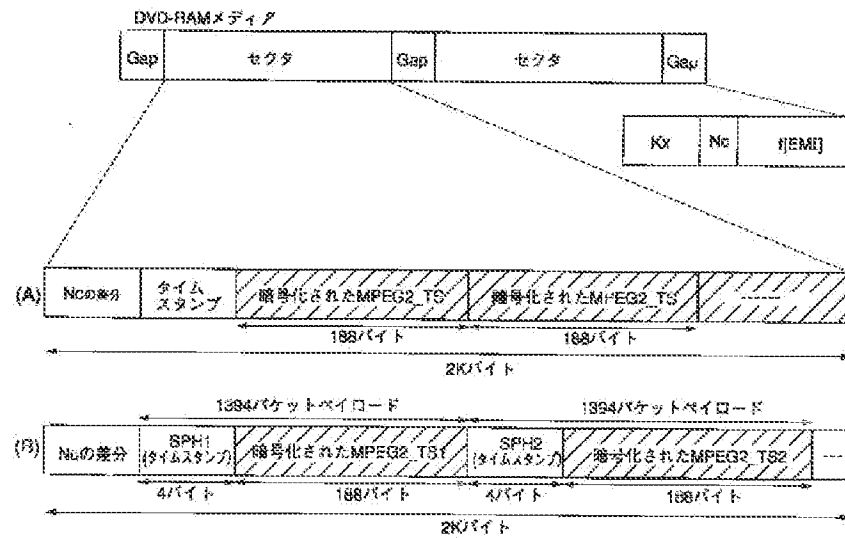 DVD-RAMメディア
Gap セクタ Gap セクタ Gap
Kx Nc f[EMI]
(A) Ncの差分 タイムスタンプ 暗号化されたMPEG2_TS 暗号化されたMPEG2_TS
188バイト 188バイト
2Kバイト
1394パケットペイロード 1394パケットペイロード
(B) Ncの差分 SPH1(タイムスタンプ) 暗号化されたMPEG2_TS1 SPH2(タイムスタンプ) 暗号化されたMPEG2_TS2
4バイト 188バイト 4バイト 188バイト
2Kバイト